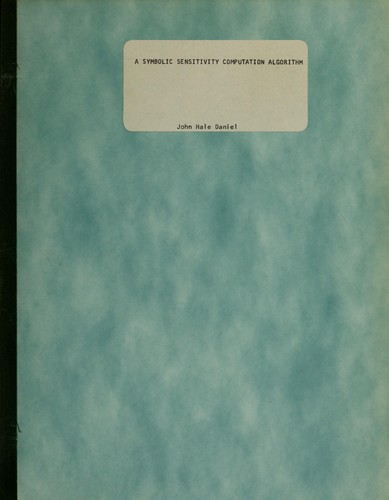 A SYMBOLIC SENSITIVITY COMPUTATION ALGORITHM
John Hale Daniel